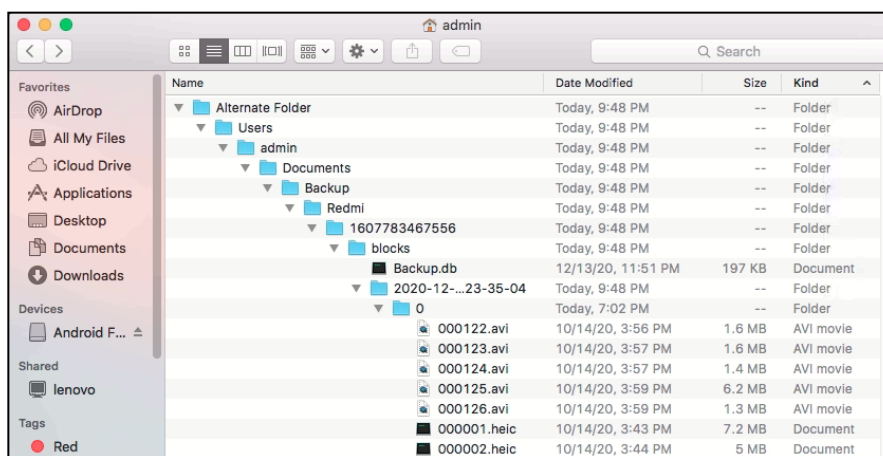 admin
Search
Favorites
AirDrop
All My Files
iCloud Drive
Applications
Desktop
Documents
Downloads
Devices
Android F...
Shared
lenovo
Tags
Red
Name Date Modified Size Kind
Alternate Folder Today, 9:48 PM -- Folder
Users Today, 9:48 PM -- Folder
admin Today, 9:48 PM -- Folder
Documents Today, 9:48 PM -- Folder
Backup Today, 9:48 PM -- Folder
Redmi Today, 9:48 PM -- Folder
1607783467556 Today, 9:48 PM -- Folder
blocks Today, 9:48 PM -- Folder
Backup.db 12/13/20, 11:51 PM 197 KB Document
2020-12-...23-35-04 Today, 9:48 PM -- Folder
0 Today, 7:02 PM -- Folder
000122.avi 10/14/20, 3:56 PM 1.6 MB AVI movie
000123.avi 10/14/20, 3:57 PM 1.6 MB AVI movie
000124.avi 10/14/20, 3:57 PM 1.4 MB AVI movie
000125.avi 10/14/20, 3:59 PM 6.2 MB AVI movie
000126.avi 10/14/20, 3:59 PM 1.3 MB AVI movie
000001.heic 10/14/20, 3:43 PM 7.2 MB Document
000002.heic 10/14/20, 3:44 PM 5 MB Document